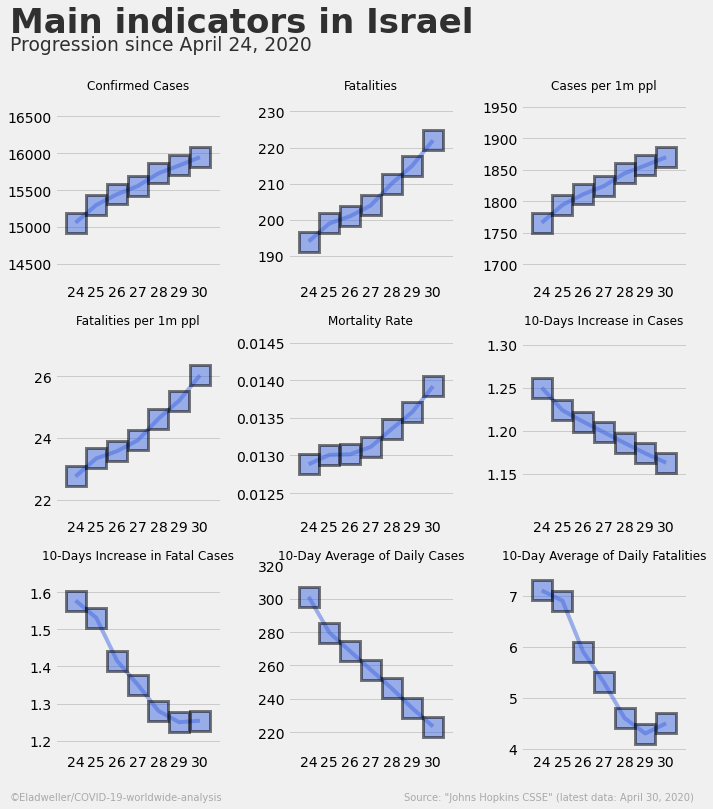 Main indicators in Israel
Progression since April 24, 2020
Confirmed Cases
16500
16000
15500
15000
14500
24 25 26 27 28 29 30
Fatalities
230
220
210
200
190
24 25 26 27 28 29 30
Cases per 1m ppl
1950
1900
1850
1800
1750
1700
24 25 26 27 28 29 30
Fatalities per 1m ppl
26
24
22
24 25 26 27 28 29 30
Mortality Rate
0.0145
0.0140
0.0135
0.0130
0.0125
24 25 26 27 28 29 30
10-Days Increase in Cases
1.30
1.25
1.20
1.15
24 25 26 27 28 29 30
10-Days Increase in Fatal Cases
1.6
1.5
1.4
1.3
1.2
24 25 26 27 28 29 30
10-Day Average of Daily Cases
320
300
280
260
240
220
24 25 26 27 28 29 30
10-Day Average of Daily Fatalities
7
6
5
4
24 25 26 27 28 29 30
©Eladweller/COVID-19-worldwide-analysis
Source: "Johns Hopkins CSSE" (latest data: April 30, 2020)